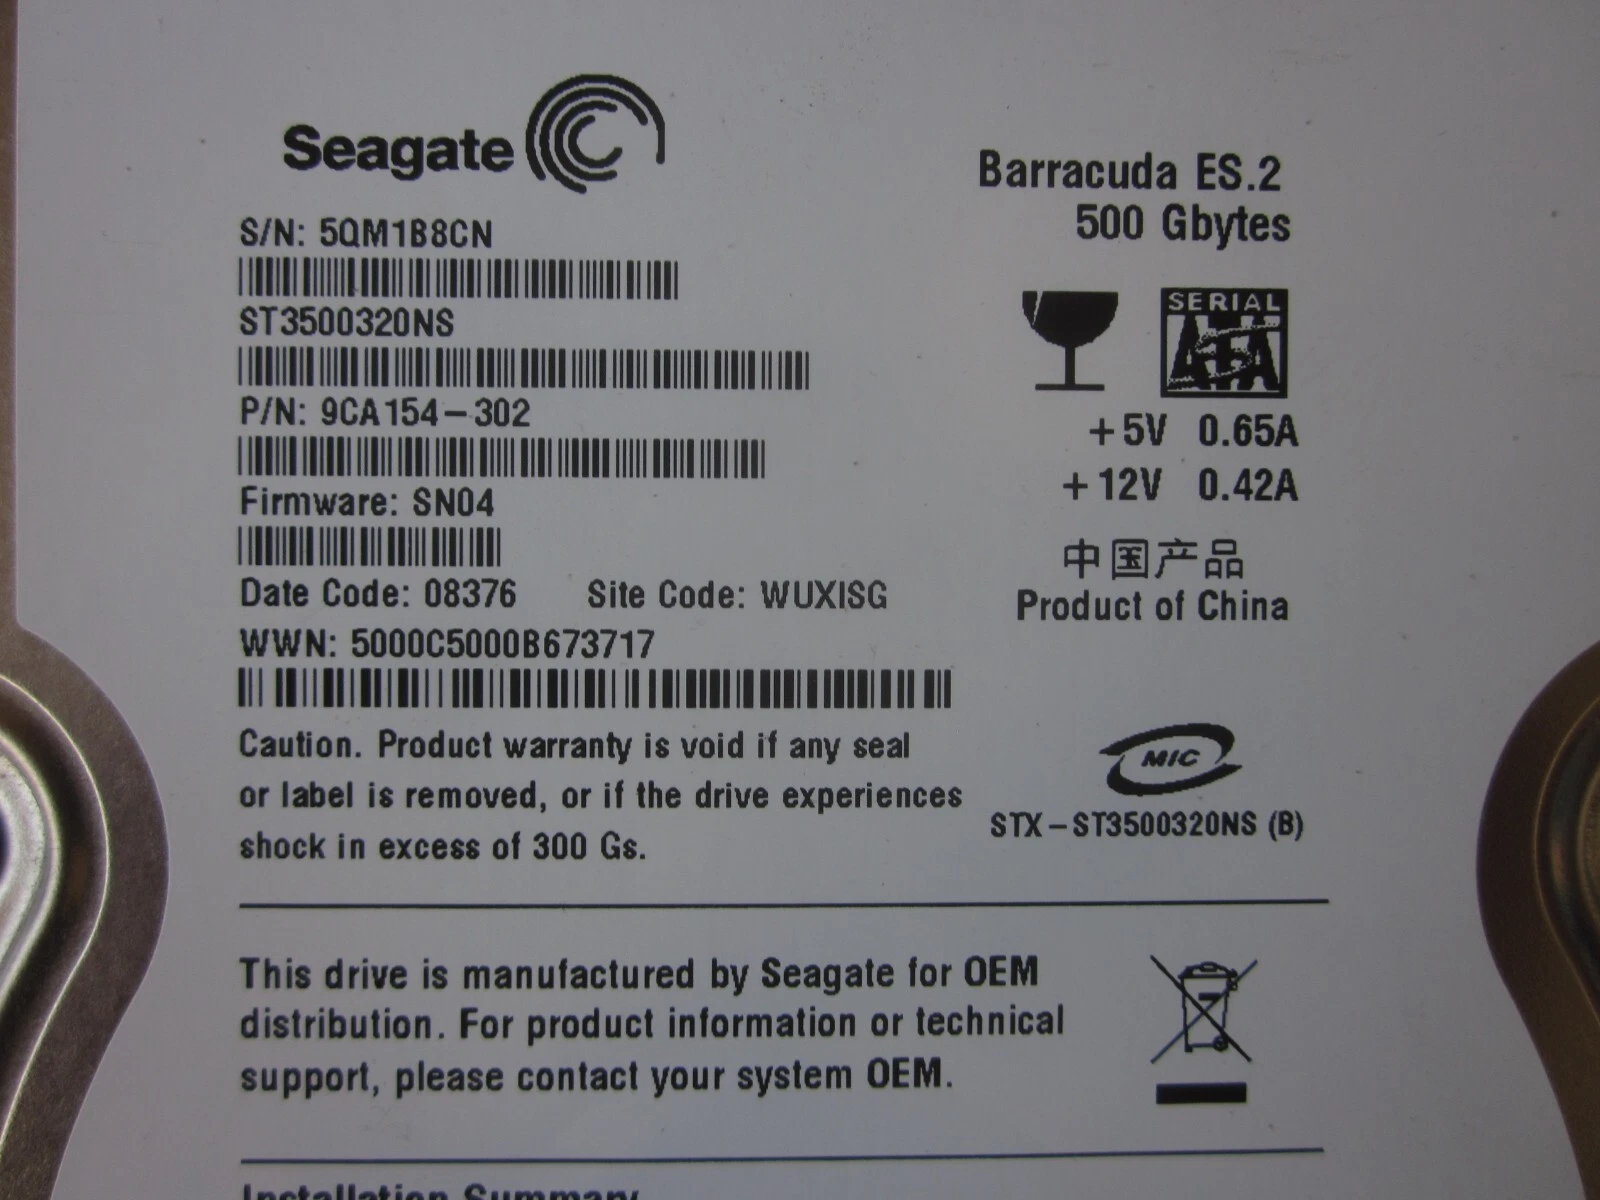 Seagate
Barracuda ES.2
500 Gbytes
S/N: 5QM1B8CN
ST3500320NS
P/N: 9CA154-302
Firmware: SN04
Date Code: 08376 Site Code: WUXISG
WWN: 5000C5000B673717
SERIAL
ATA
+5V 0.65A
+12V 0.42A
中国产品
Product of China
Caution. Product warranty is void if any seal
or label is removed, or if the drive experiences
shock in excess of 300 Gs.
MIC
STX-ST3500320NS (B)
This drive is manufactured by Seagate for OEM
distribution. For product information or technical
support, please contact your system OEM.
Installation Summary